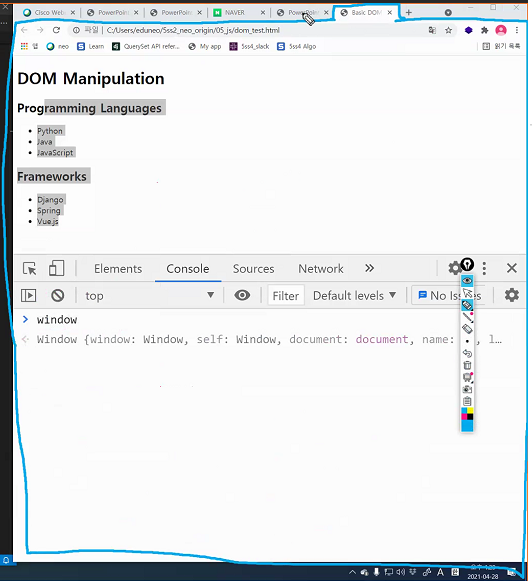 Cisco Web
PowerPoin
PowerPoin
NAVER
PowerPoin
Basic DOM
파일 | C:/Users/eduneo/5ss2_neo_origin/05_js/dom_test.html
앱
neo
Learn
QuerySet API refer...
My app
5ss4_slack
5ss4 Algo
읽기 목록
DOM Manipulation
Programming Languages
Python
Java
JavaScript
Frameworks
Django
Spring
Vue.js
Elements Console Sources Network
top
Filter
Default levels
No Issues
window
Window {window: Window, self: Window, document: document, name:
2021-04-28